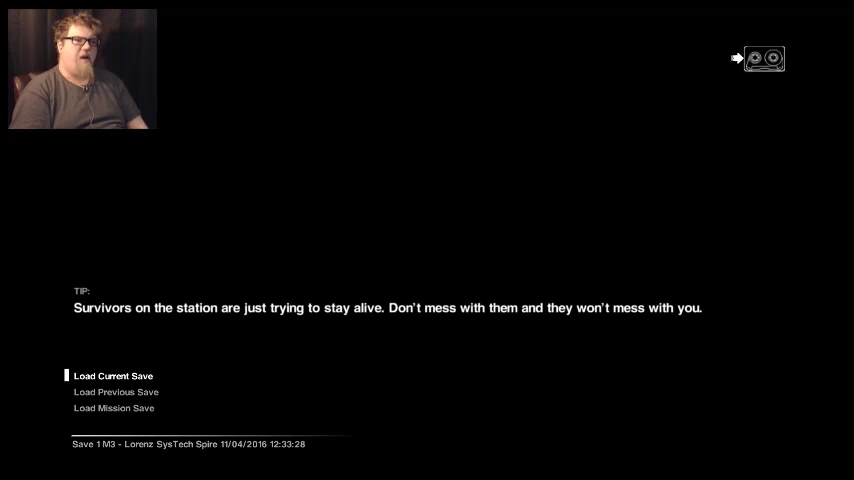 TIP:
Survivors on the station are just trying to stay alive. Don't mess with them and they won't mess with you.
Load Current Save
Load Previous Save
Load Mission Save
Save 1 M3 - Lorenz SysTech Spire 11/04/2016 12:33:28